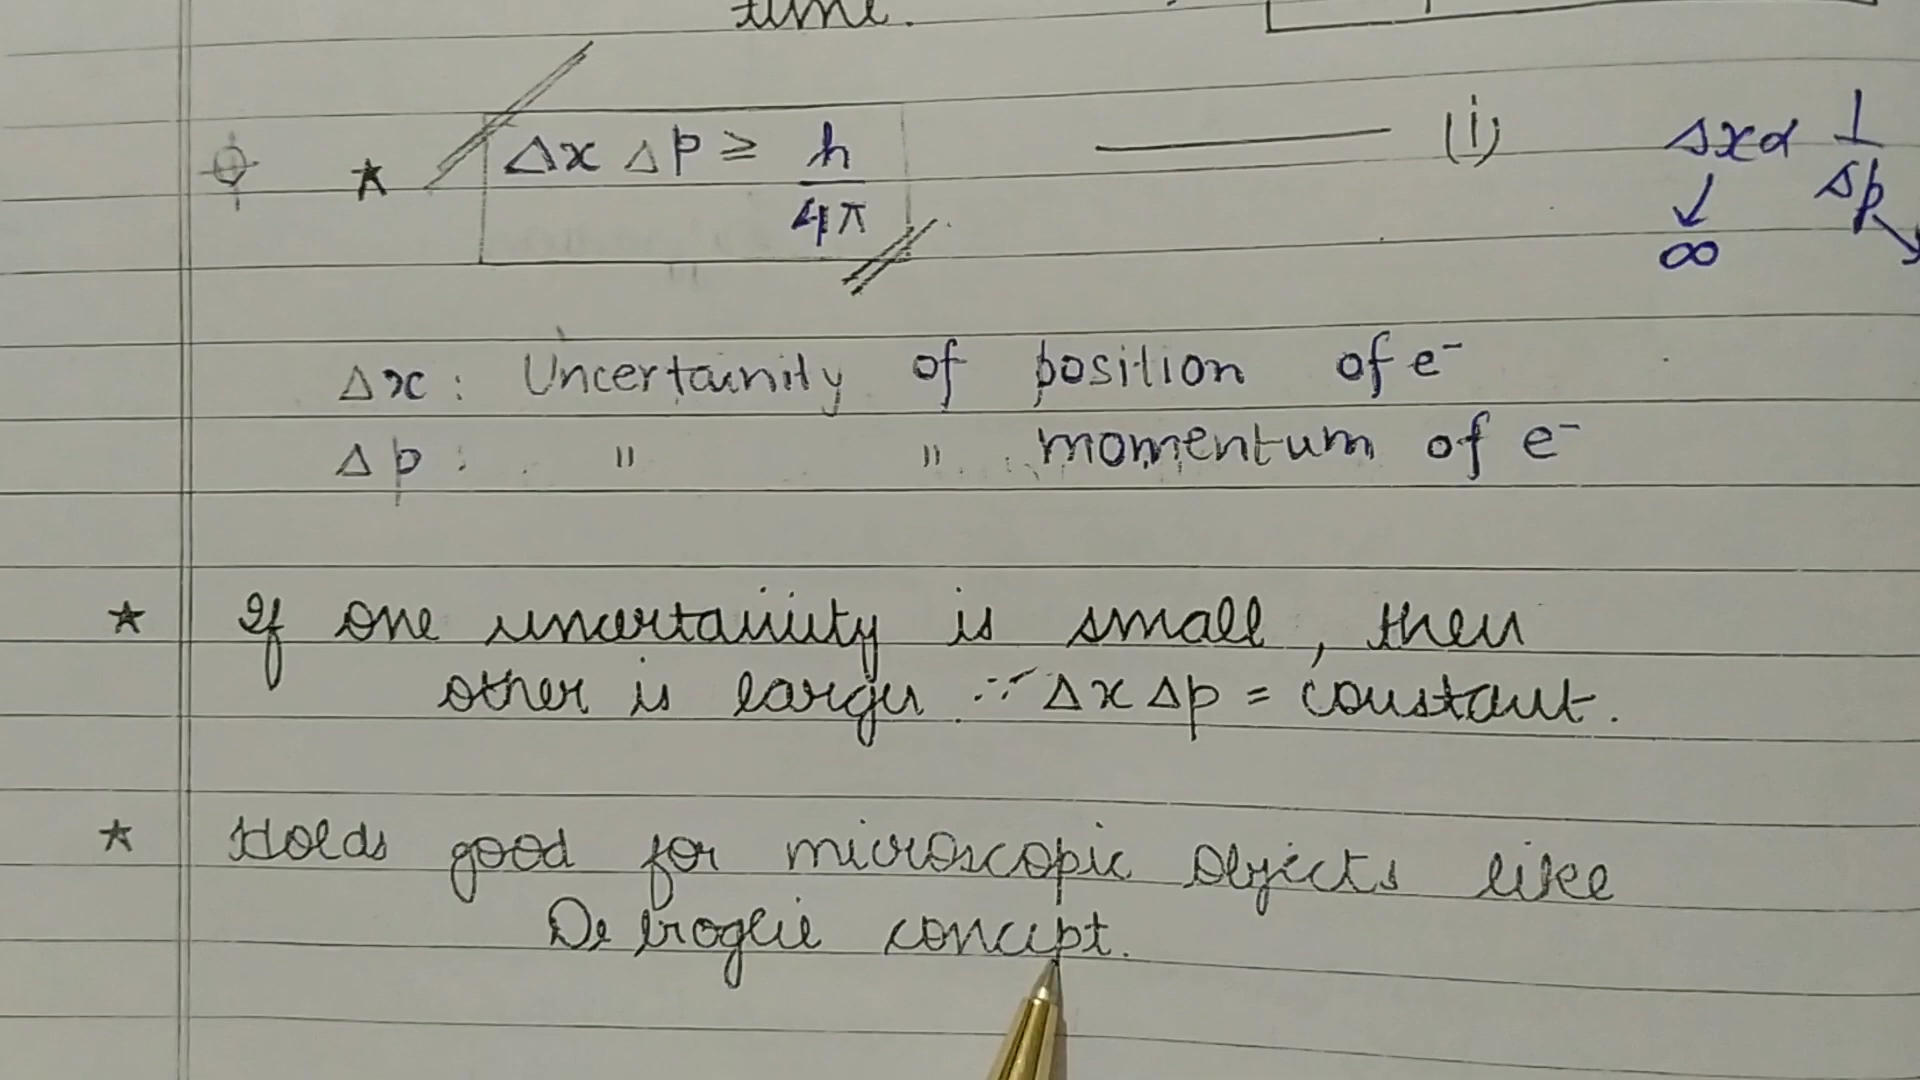 time.
Δx Δp ≥ h/4π ——— (i) Δx α 1/Δp
↓ ↘
∞
Δx : Uncertainity of position of e⁻
Δp : " " momentum of e⁻
★ If one uncertainity is small, then
other is larger ∵ Δx Δp = constant.
★ Holds good for microscopic objects like
De broglie concept.